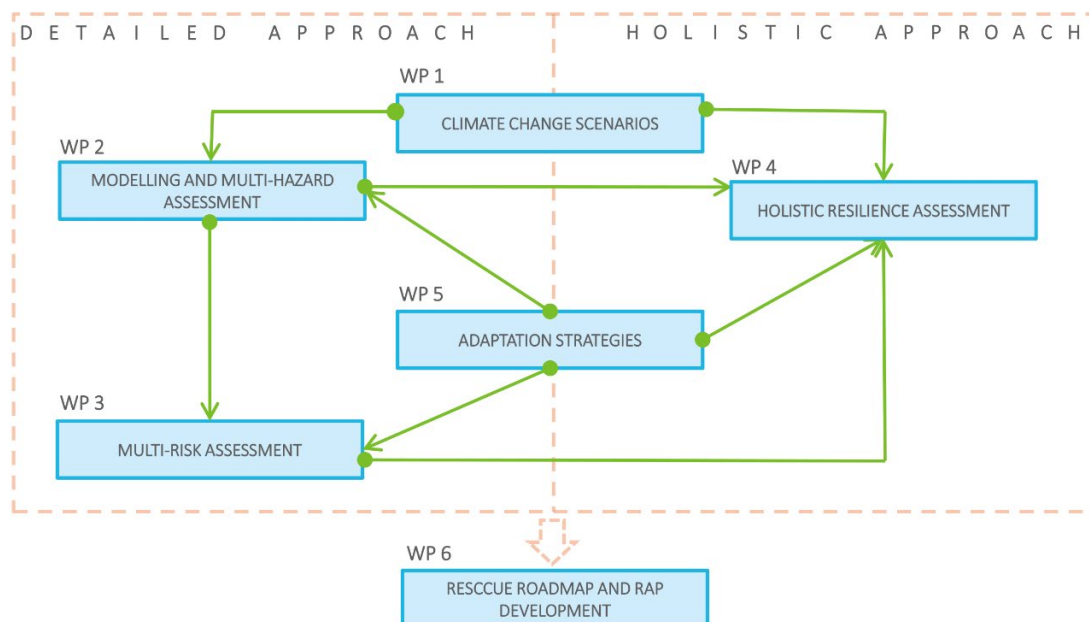 DETAILED APPROACH
HOLISTIC APPROACH
WP 1
CLIMATE CHANGE SCENARIOS
WP 2
MODELLING AND MULTI-HAZARD
ASSESSMENT
WP 4
HOLISTIC RESILIENCE ASSESSMENT
WP 5
ADAPTATION STRATEGIES
WP 3
MULTI-RISK ASSESSMENT
WP 6
RESCCUE ROADMAP AND RAP
DEVELOPMENT